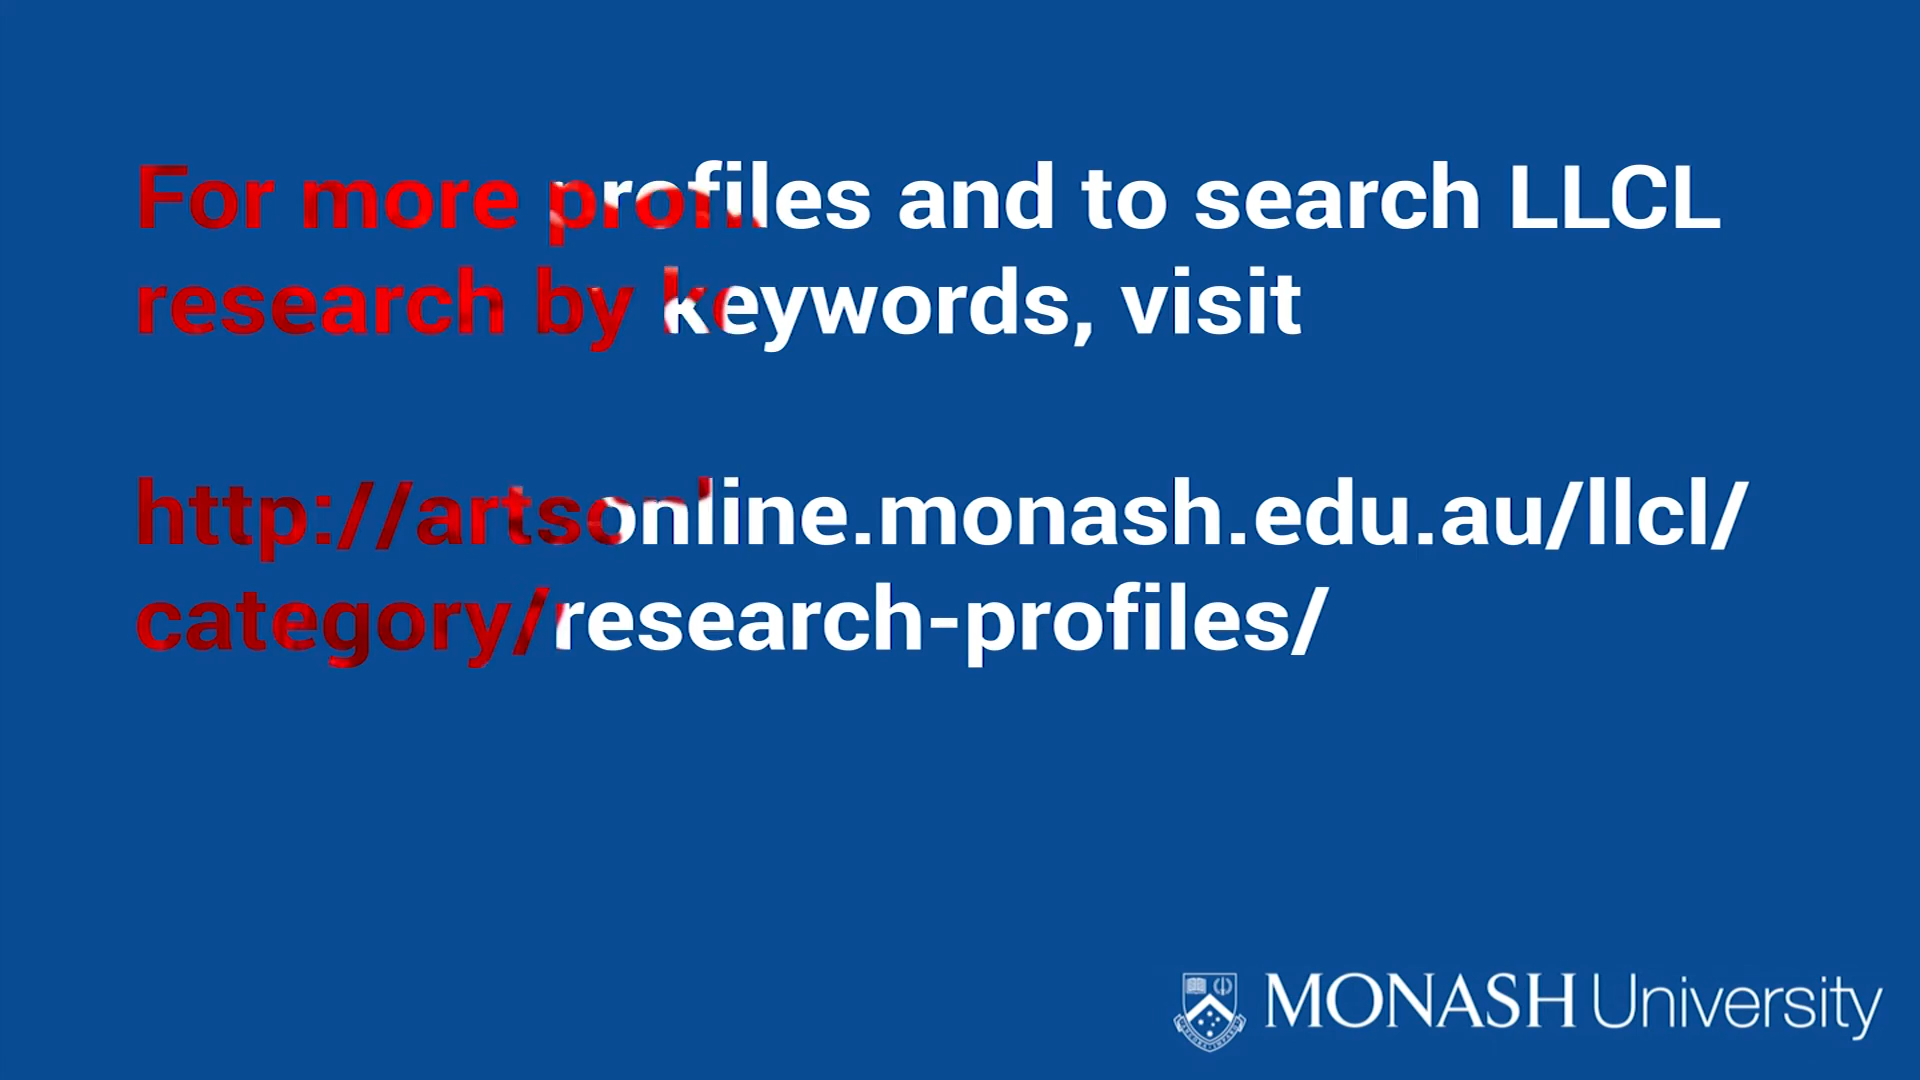 For more profiles and to search LLCL
research by keywords, visit
http://artsonline.monash.edu.au/llcl/
category/research-profiles/
MONASH University